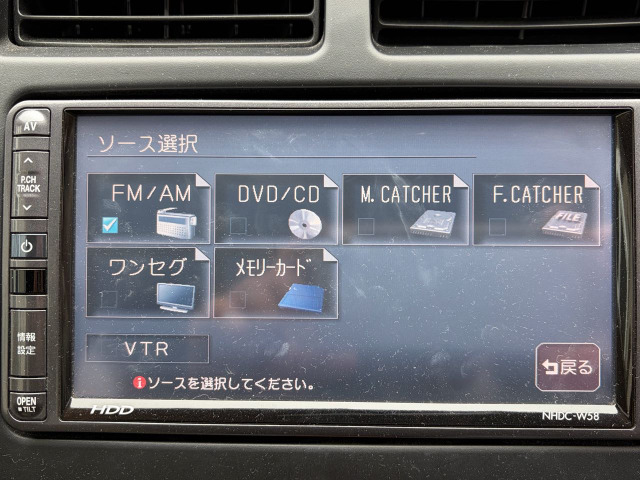 AV
ソース選択
P.CH
TRACK
FM/AM
DVD/CD
M. CATCHER
F.CATCHER
FILE
ワンセグ
メモリーカード
情報
設定
VTR
戻る
ソースを選択してください。
OPEN
TILT
HDD
NHDC-W58